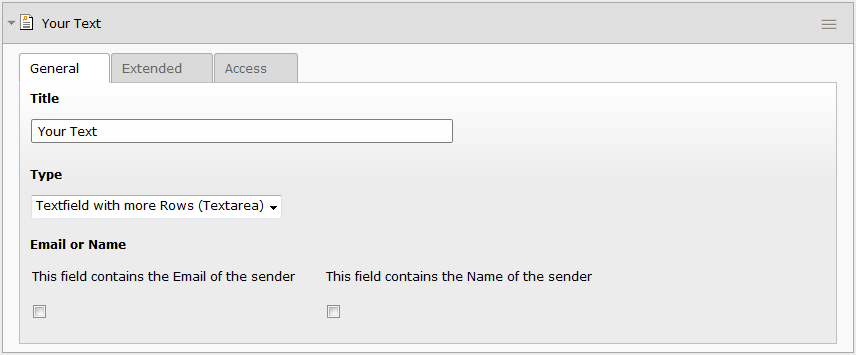 Your Text
General Extended Access
Title
Your Text
Type
Textfield with more Rows (Textarea)
Email or Name
This field contains the Email of the sender This field contains the Name of the sender